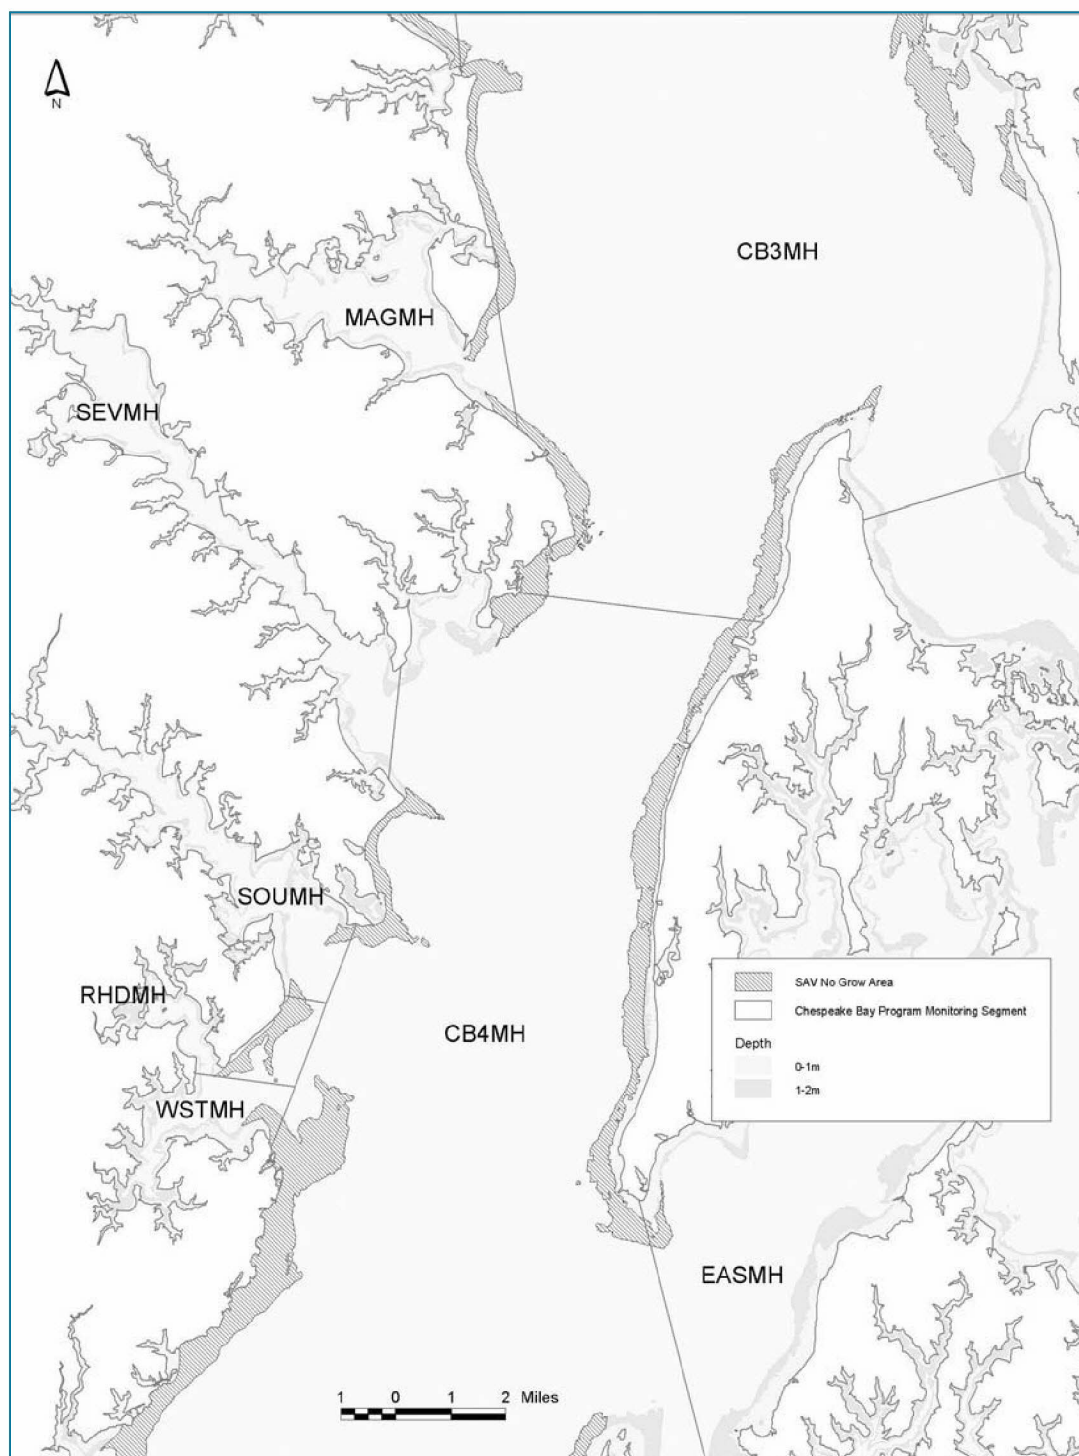 N
CB3MH
MAGMH
SEVMH
SOUMH
RHDMH
CB4MH
WSTMH
EASMH
SAV No Grow Area
Chespeake Bay Program Monitoring Segment
Depth
0-1m
1-2m
1 0 1 2 Miles